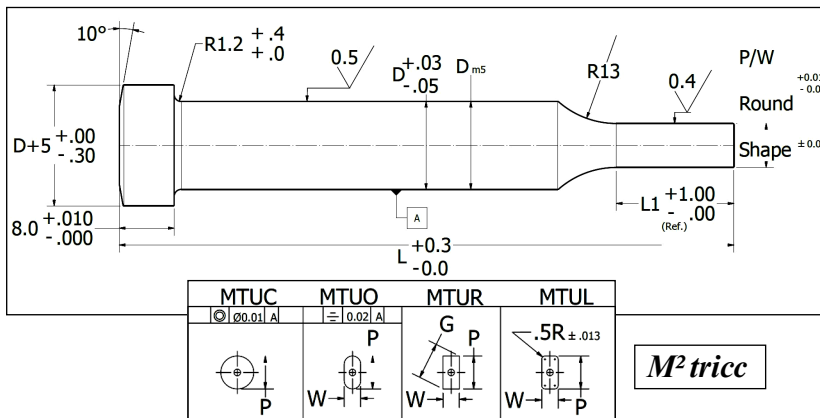 10°
R1.2 +.4
+.0
0.5
D+.03
-.05
D m5
R13
0.4
P/W
Round
Shape
D+5 +.00
-.30
8.0 +.010
-.000
A
L1 +1.00
- .00
(Ref.)
L +0.3
-0.0
MTUC MTUO MTUR MTUL
Ø0.01 A
0.02 A
P
P
W
G
P
W
.5R ±.013
P
W
M² tricc